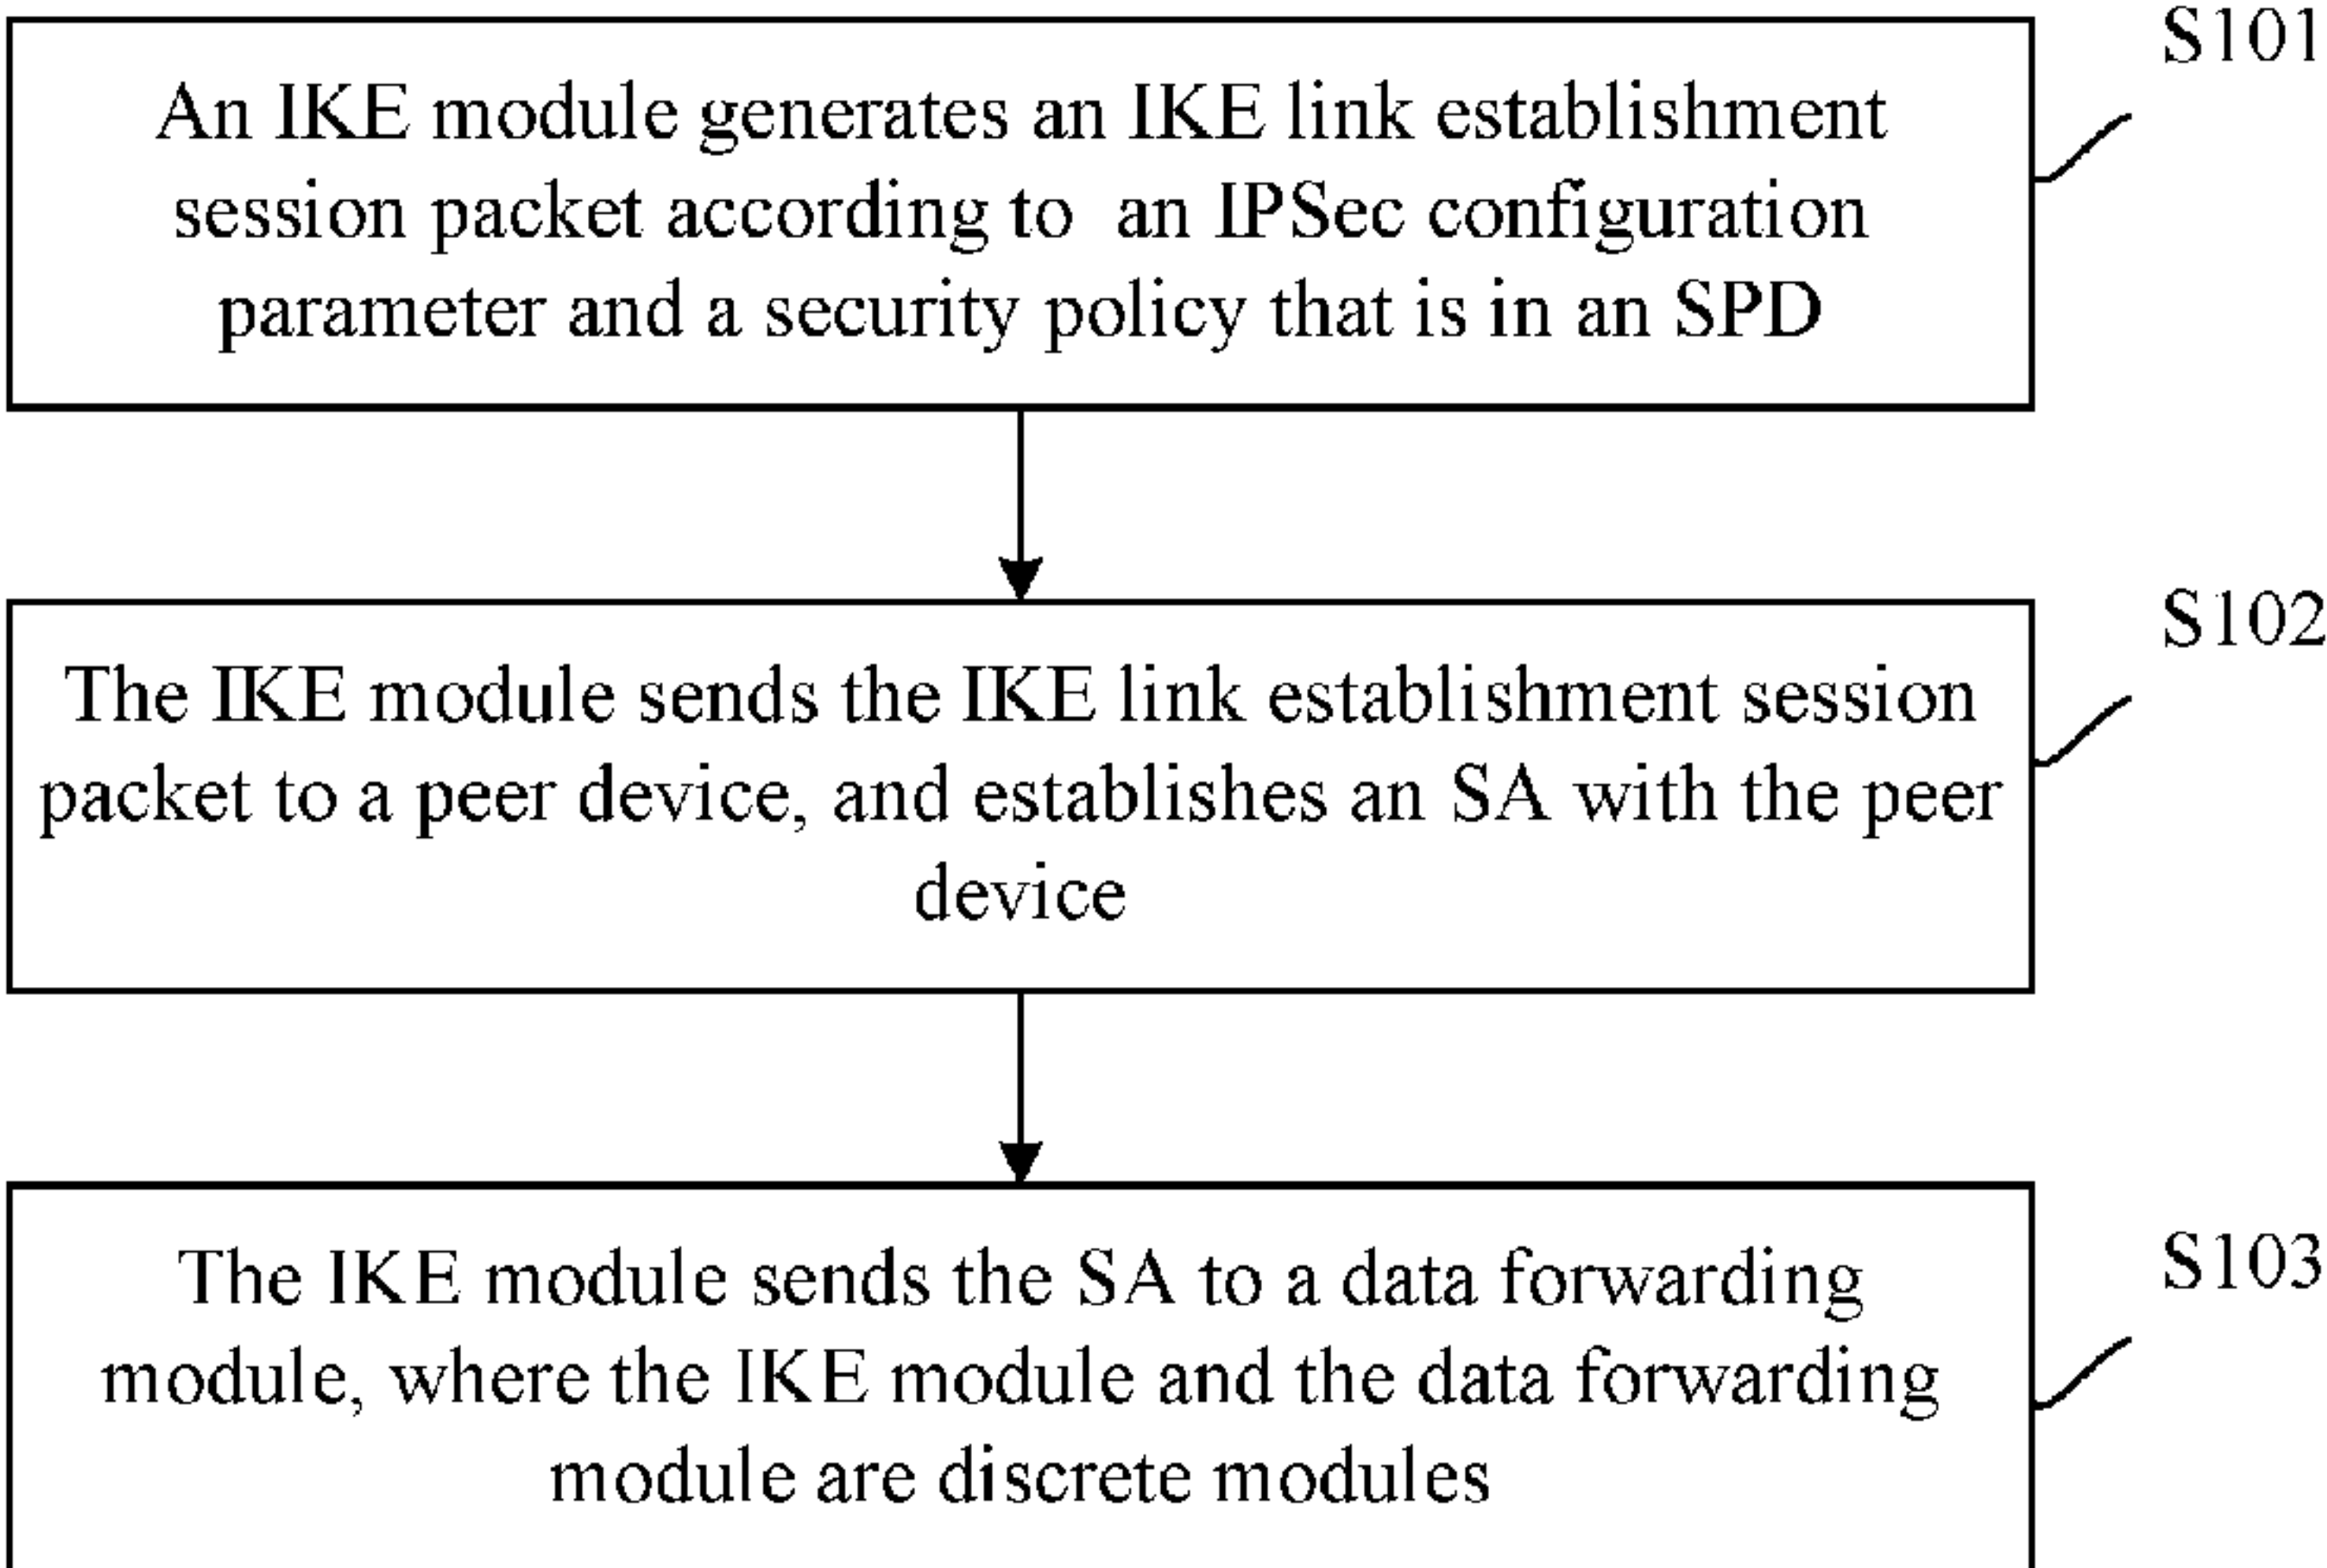 S101
An IKE module generates an IKE link establishment
session packet according to an IPSec configuration
parameter and a security policy that is in an SPD
S102
The IKE module sends the IKE link establishment session
packet to a peer device, and establishes an SA with the peer
device
S103
The IKE module sends the SA to a data forwarding
module, where the IKE module and the data forwarding
module are discrete modules